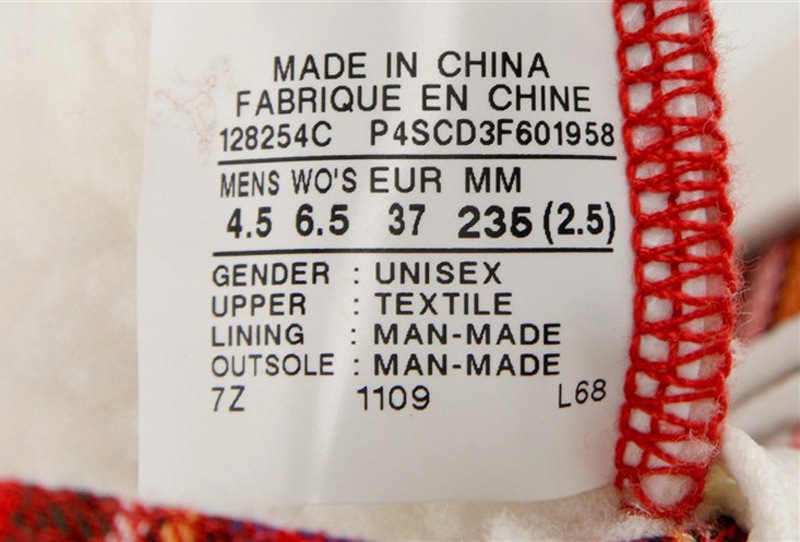 MADE IN CHINA
FABRIQUE EN CHINE
128254C P4SCD3F601958
MENS WO'S EUR MM
4.5 6.5 37 235 (2.5)
GENDER : UNISEX
UPPER : TEXTILE
LINING : MAN-MADE
OUTSOLE : MAN-MADE
7Z 1109 L68